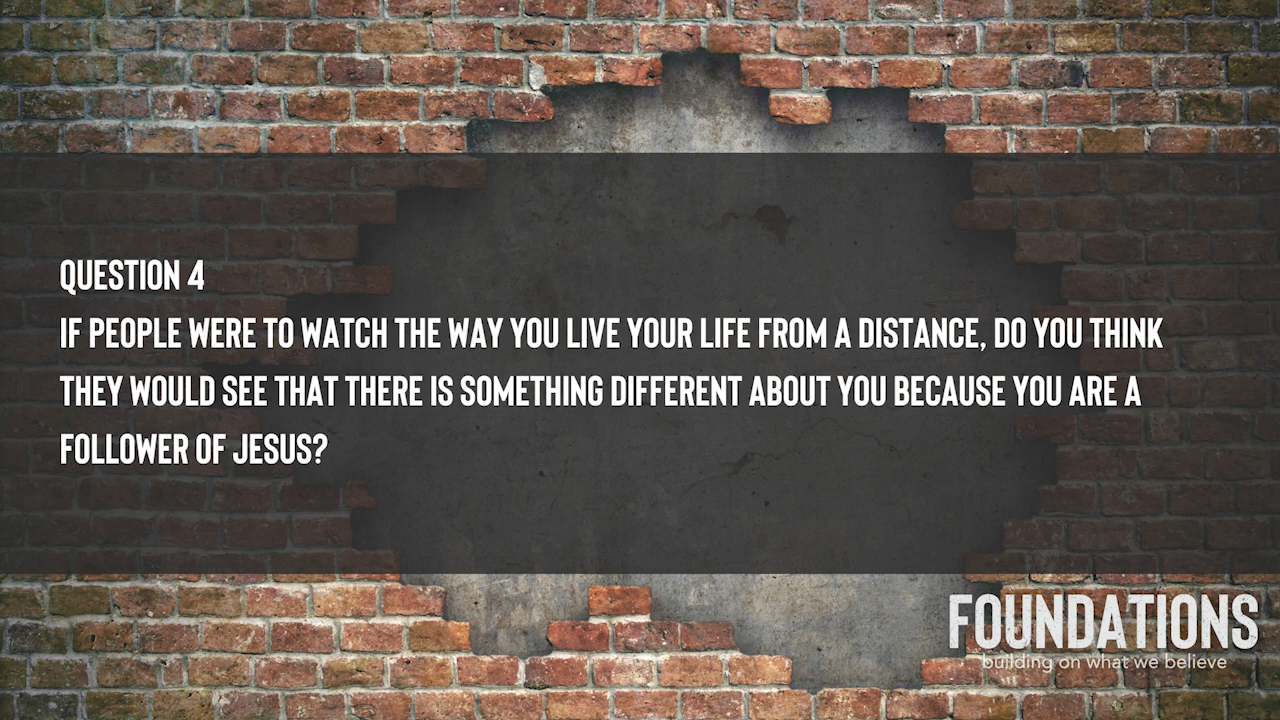 QUESTION 4
IF PEOPLE WERE TO WATCH THE WAY YOU LIVE YOUR LIFE FROM A DISTANCE, DO YOU THINK
THEY WOULD SEE THAT THERE IS SOMETHING DIFFERENT ABOUT YOU BECAUSE YOU ARE A
FOLLOWER OF JESUS?
FOUNDATIONS
building on what we believe